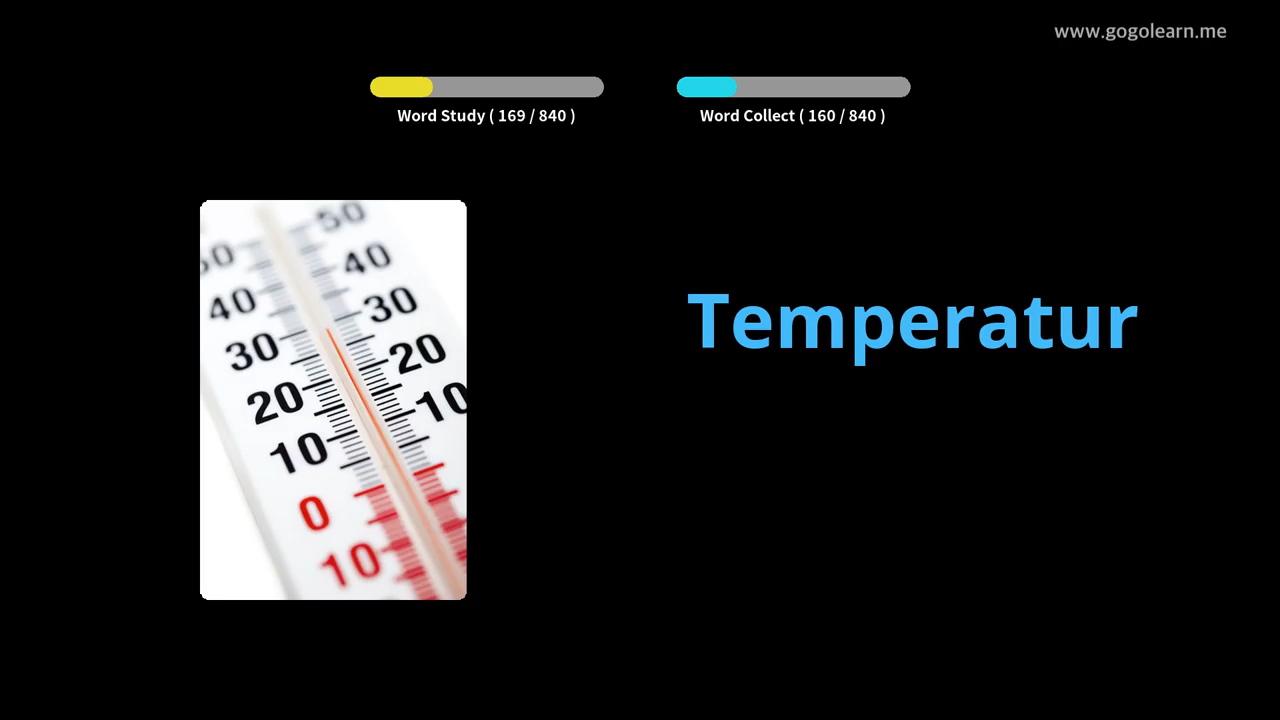 www.gogolearn.me
Word Study ( 169 / 840 )
Word Collect ( 160 / 840 )
50
40 40
30 30
20 20
10 10
0
10
Temperatur